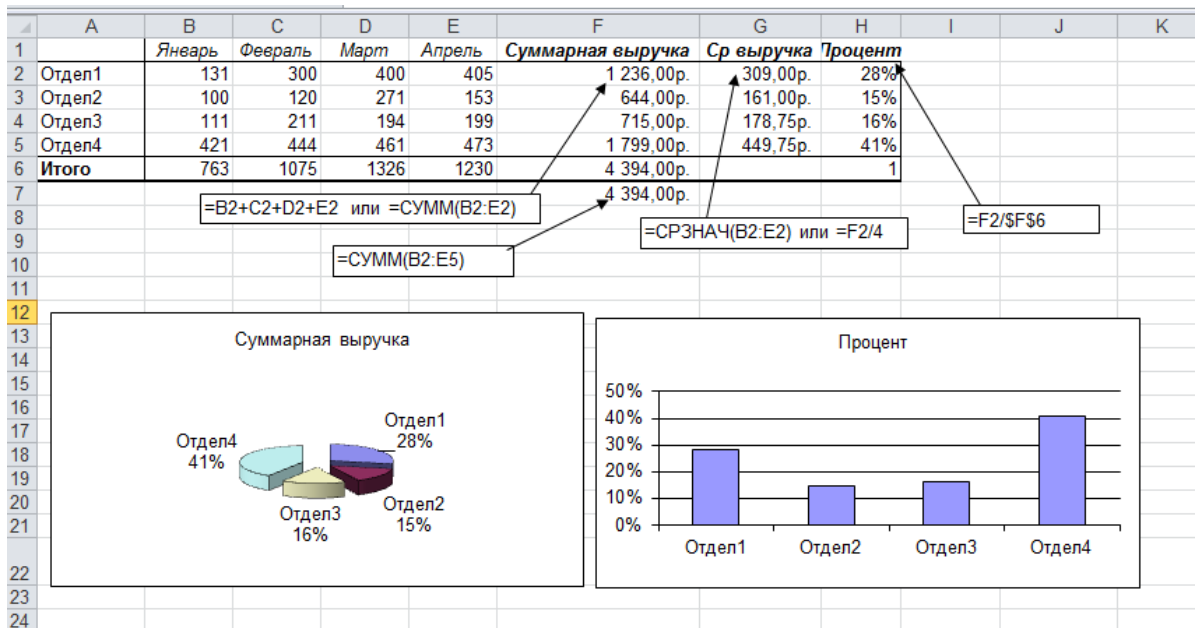 A B C D E F G H I J K
1 Январь Февраль Март Апрель Суммарная выручка Ср выручка Процент
2 Отдел1 131 300 400 405 1 236,00р. 309,00р. 28%
3 Отдел2 100 120 271 153 644,00р. 161,00р. 15%
4 Отдел3 111 211 194 199 715,00р. 178,75р. 16%
5 Отдел4 421 444 461 473 1 799,00р. 449,75р. 41%
6 Итого 763 1075 1326 1230 4 394,00р. 1
7 4 394,00р.
=B2+C2+D2+E2 или =СУММ(B2:E2)
=F2/$F$6
8
=СРЗНАЧ(B2:E2) или =F2/4
9
=СУММ(B2:E5)
10
11
12
13
14
15
16
17
18
19
20
21
22
23
24
Суммарная выручка
Отдел1
28%
Отдел4
41%
Отдел2
15%
Отдел3
16%
Процент
50%
40%
30%
20%
10%
0%
Отдел1 Отдел2 Отдел3 Отдел4